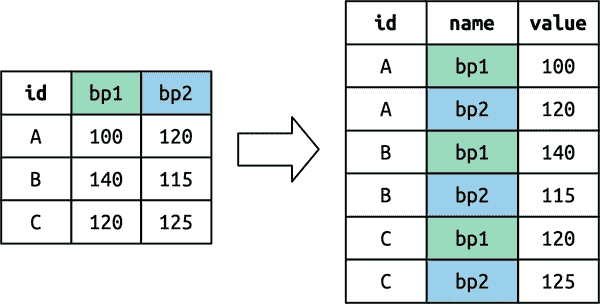 id bp1 bp2
A 100 120
B 140 115
C 120 125
id name value
A bp1 100
A bp2 120
B bp1 140
B bp2 115
C bp1 120
C bp2 125